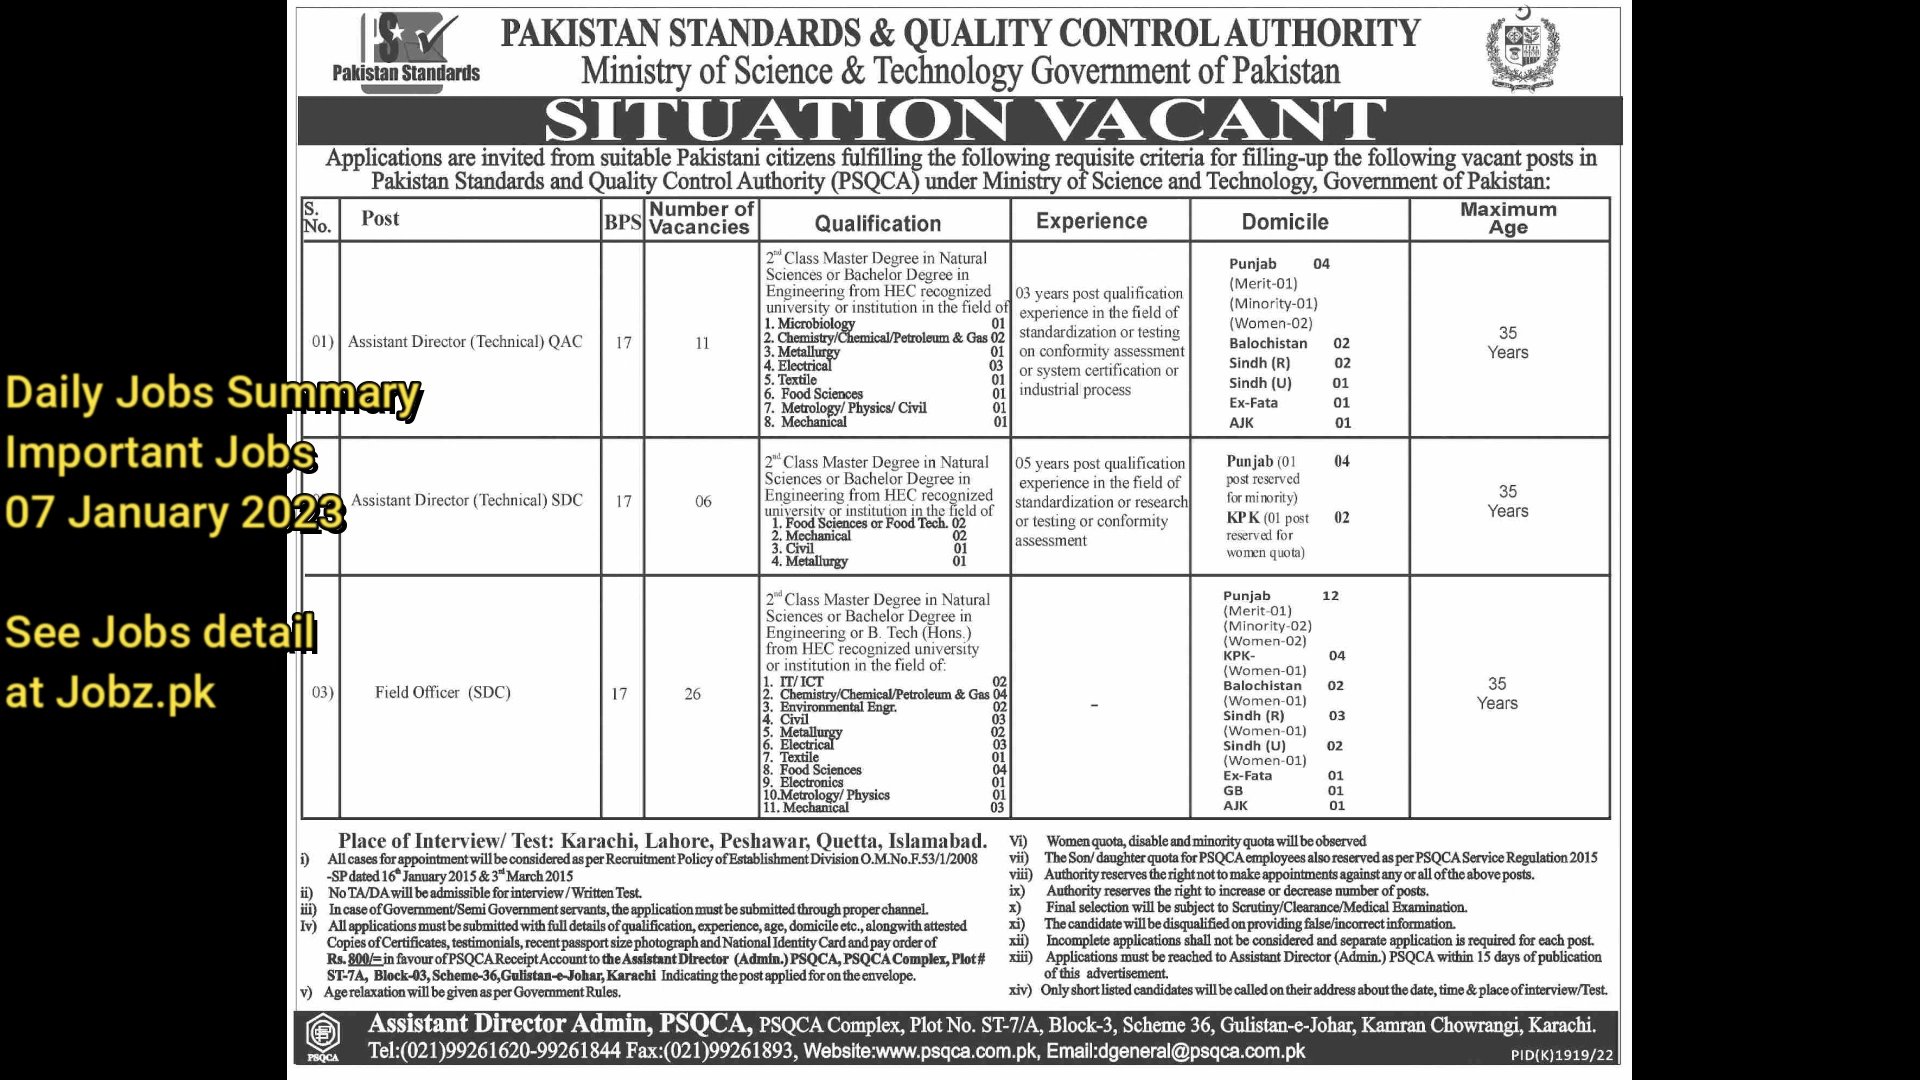 Pakistan Standards
PAKISTAN STANDARDS & QUALITY CONTROL AUTHORITY
Ministry of Science & Technology Government of Pakistan
SITUATION VACANT
Applications are invited from suitable Pakistani citizens fulfilling the following requisite criteria for filling-up the following vacant posts in
Pakistan Standards and Quality Control Authority (PSQCA) under Ministry of Science and Technology, Government of Pakistan:
S. No. Post BPS Number of Vacancies Qualification Experience Domicile Maximum Age
01) Assistant Director (Technical) QAC 17 11
2nd Class Master Degree in Natural
Sciences or Bachelor Degree in
Engineering from HEC recognized
university or institution in the field of
1. Microbiology 01
2. Chemistry/Chemical/Petroleum & Gas 02
3. Metallurgy 01
4. Electrical 03
5. Textile 01
6. Food Sciences 01
7. Metrology/ Physics/ Civil 01
8. Mechanical 01
03 years post qualification
experience in the field of
standardization or testing
on conformity assessment
or system certification or
industrial process
Punjab 04
(Merit-01)
(Minority-01)
(Women-02)
Balochistan 02
Sindh (R) 02
Sindh (U) 01
Ex-Fata 01
AJK 01
35
Years
Assistant Director (Technical) SDC 17 06
2nd Class Master Degree in Natural
Sciences or Bachelor Degree in
Engineering from HEC recognized
university or institution in the field of
1. Food Sciences or Food Tech. 02
2. Mechanical 02
3. Civil 01
4. Metallurgy 01
05 years post qualification
experience in the field of
standardization or research
or testing or conformity
assessment
Punjab (01 04
post reserved
for minority)
KPK (01 post 02
reserved for
women quota)
35
Years
03) Field Officer (SDC) 17 26
2nd Class Master Degree in Natural
Sciences or Bachelor Degree in
Engineering or B. Tech (Hons.)
from HEC recognized university
or institution in the field of:
1. IT/ ICT 02
2. Chemistry/Chemical/Petroleum & Gas 04
3. Environmental Engr. 02
4. Civil 03
5. Metallurgy 02
6. Electrical 03
7. Textile 01
8. Food Sciences 04
9. Electronics 01
10.Metrology/ Physics 01
11. Mechanical 03
–
Punjab 12
(Merit-01)
(Minority-02)
(Women-02)
KPK- 04
(Women-01)
Balochistan 02
(Women-01)
Sindh (R) 03
(Women-01)
Sindh (U) 02
(Women-01)
Ex-Fata 01
GB 01
AJK 01
35
Years
Daily Jobs Summary
Important Jobs
07 January 2023
See Jobs detail
at Jobz.pk
Place of Interview/ Test: Karachi, Lahore, Peshawar, Quetta, Islamabad.
i) All cases for appointment will be considered as per Recruitment Policy of Establishment Division O.M.No.F.53/1/2008
-SP dated 16th January 2015 & 3rd March 2015
ii) No TA/DA will be admissible for interview / Written Test.
iii) In case of Government/Semi Government servants, the application must be submitted through proper channel.
Iv) All applications must be submitted with full details of qualification, experience, age, domicile etc., alongwith attested
Copies of Certificates, testimonials, recent passport size photograph and National Identity Card and pay order of
Rs. 800/= in favour of PSQCA Receipt Account to the Assistant Director (Admin.) PSQCA, PSQCA Complex, Plot #
ST-7A, Block-03, Scheme-36,Gulistan-e-Johar, Karachi Indicating the post applied for on the envelope.
v) Age relaxation will be given as per Government Rules.
Vi) Women quota, disable and minority quota will be observed
vii) The Son/ daughter quota for PSQCA employees also reserved as per PSQCA Service Regulation 2015
viii) Authority reserves the right not to make appointments against any or all of the above posts.
ix) Authority reserves the right to increase or decrease number of posts.
x) Final selection will be subject to Scrutiny/Clearance/Medical Examination.
xi) The candidate will be disqualified on providing false/incorrect information.
xii) Incomplete applications shall not be considered and separate application is required for each post.
xiii) Applications must be reached to Assistant Director (Admin.) PSQCA within 15 days of publication
of this advertisement.
xiv) Only short listed candidates will be called on their address about the date, time & place of interview/Test.
PSQCA
Assistant Director Admin, PSQCA, PSQCA Complex, Plot No. ST-7/A, Block-3, Scheme 36, Gulistan-e-Johar, Kamran Chowrangi, Karachi.
Tel:(021)99261620-99261844 Fax:(021)99261893, Website:www.psqca.com.pk, Email:dgeneral@psqca.com.pk
PID(K)1919/22